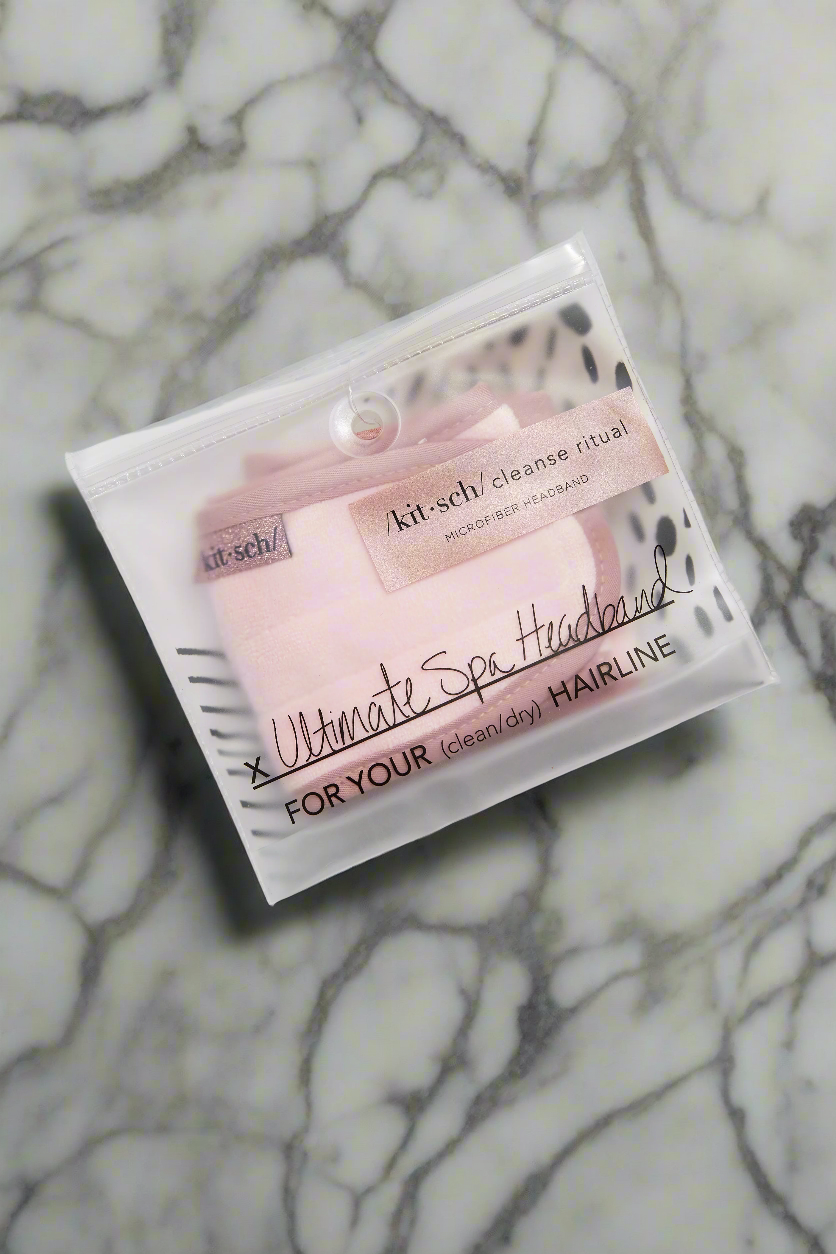 /kit·sch/ cleanse ritual
MICROFIBER HEADBAND
kit·sch/
x Ultimate Spa Headband
FOR YOUR (clean/dry) HAIRLINE